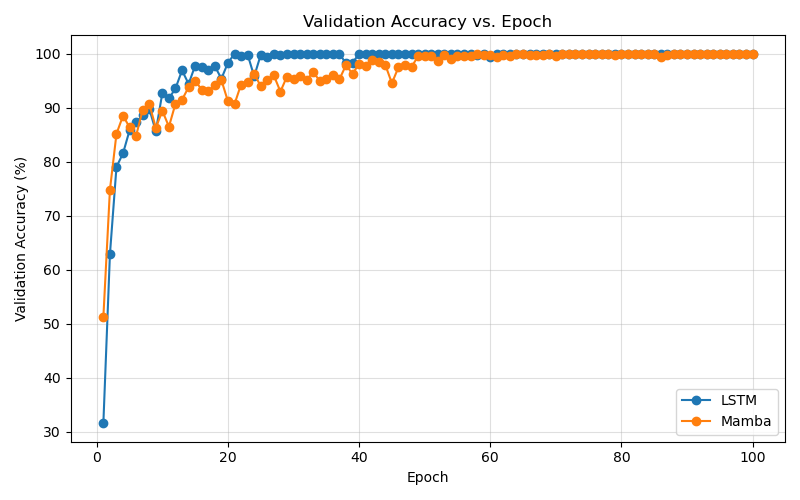 Validation Accuracy vs. Epoch
Validation Accuracy (%)
100
90
80
70
60
50
40
30
0 20 40 60 80 100
Epoch
LSTM
Mamba